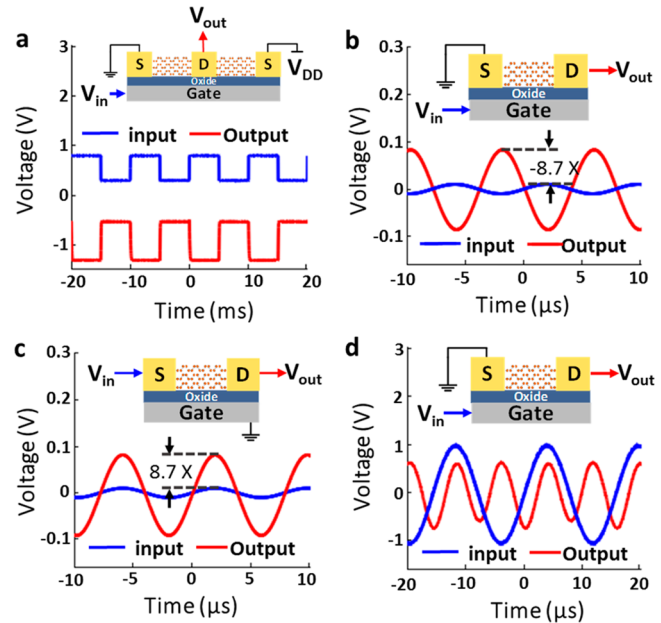 a
V_out
S D S
Oxide
Gate
V_in
V_DD
input Output
Voltage (V)
3
2
1
0
-1
-20 -10 0 10 20
Time (ms)
b
S D
Oxide
Gate
V_in
V_out
-8.7 X
input Output
Voltage (V)
0.3
0.2
0.1
0
-0.1
-10 -5 0 5 10
Time (µs)
c
V_in
S D
V_out
Oxide
Gate
8.7 X
input Output
Voltage (V)
0.3
0.2
0.1
0
-0.1
-10 -5 0 5 10
Time (µs)
d
S D
V_out
Oxide
Gate
V_in
input Output
Voltage (V)
3
2
1
0
-1
-20 -10 0 10 20
Time (µs)